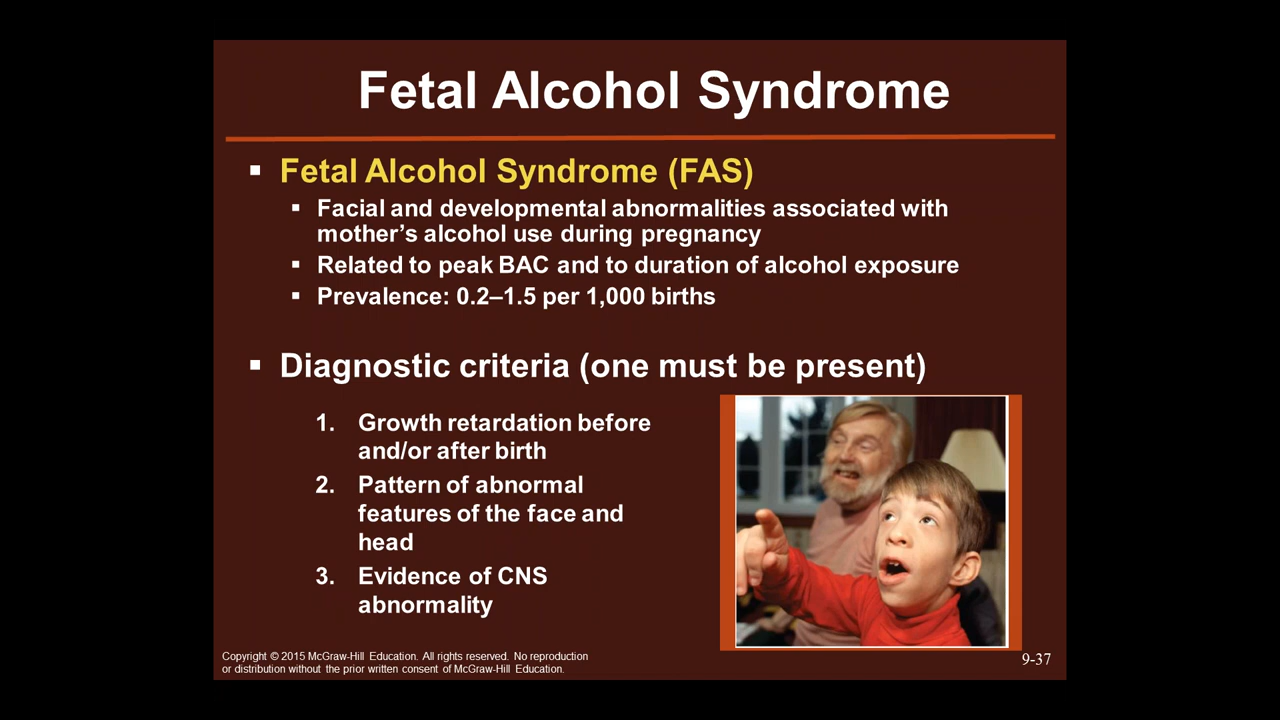 Fetal Alcohol Syndrome
▪ Fetal Alcohol Syndrome (FAS)
▪ Facial and developmental abnormalities associated with
mother’s alcohol use during pregnancy
▪ Related to peak BAC and to duration of alcohol exposure
▪ Prevalence: 0.2–1.5 per 1,000 births
▪ Diagnostic criteria (one must be present)
1. Growth retardation before
and/or after birth
2. Pattern of abnormal
features of the face and
head
3. Evidence of CNS
abnormality
Copyright © 2015 McGraw-Hill Education. All rights reserved. No reproduction
or distribution without the prior written consent of McGraw-Hill Education.
9-37